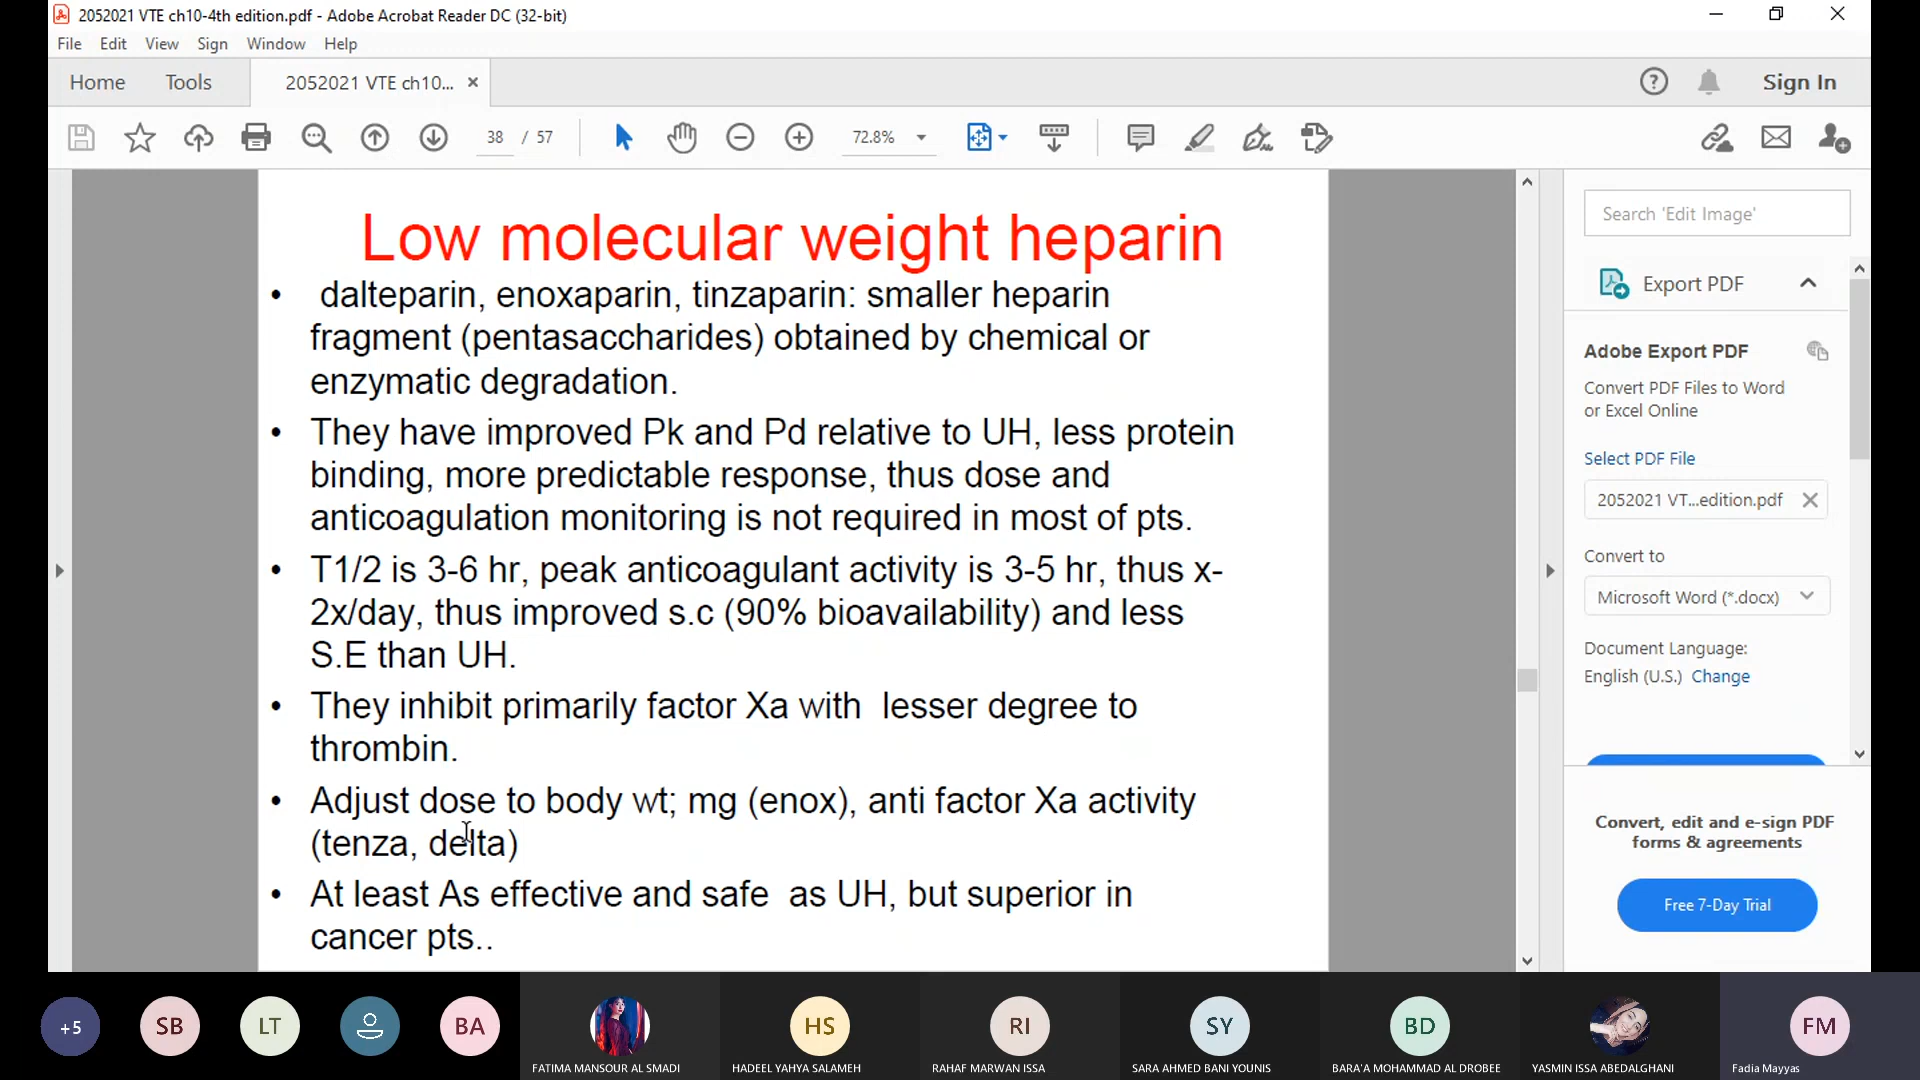 2052021 VTE ch10-4th edition.pdf - Adobe Acrobat Reader DC (32-bit)
File Edit View Sign Window Help
Home Tools 2052021 VTE ch10... × Sign In
38 / 57 72.8%
Search 'Edit Image'
Export PDF
Adobe Export PDF
Convert PDF Files to Word
or Excel Online
Select PDF File
2052021 VT...edition.pdf
Convert to
Microsoft Word (*.docx)
Document Language:
English (U.S.) Change
Convert, edit and e-sign PDF
forms & agreements
Free 7-Day Trial
Low molecular weight heparin
• dalteparin, enoxaparin, tinzaparin: smaller heparin
fragment (pentasaccharides) obtained by chemical or
enzymatic degradation.
• They have improved Pk and Pd relative to UH, less protein
binding, more predictable response, thus dose and
anticoagulation monitoring is not required in most of pts.
• T1/2 is 3-6 hr, peak anticoagulant activity is 3-5 hr, thus x-
2x/day, thus improved s.c (90% bioavailability) and less
S.E than UH.
• They inhibit primarily factor Xa with  lesser degree to
thrombin.
• Adjust dose to body wt; mg (enox), anti factor Xa activity
(tenza, delta)
• At least As effective and safe  as UH, but superior in
cancer pts..
+5 SB LT BA HS RI SY BD FM
FATIMA MANSOUR AL SMADI HADEEL YAHYA SALAMEH RAHAF MARWAN ISSA SARA AHMED BANI YOUNIS BARA'A MOHAMMAD AL DROBEE YASMIN ISSA ABEDALGHANI Fadia Mayyas